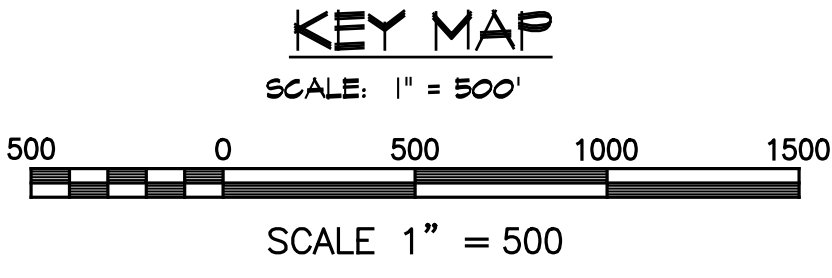 KEY MAP
SCALE: 1" = 500'
500 0 500 1000 1500
SCALE 1” = 500